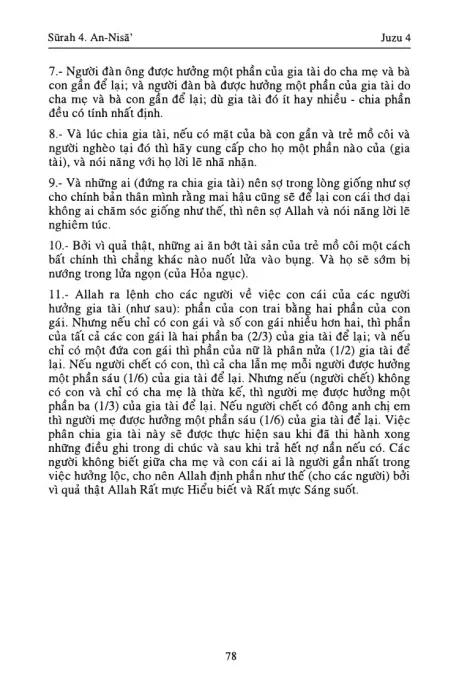 Sūrah 4. An-Nisā’ Juzu 4
7.- Người đàn ông được hưởng một phần của gia tài do cha mẹ và bà
con gần để lại; và người đàn bà được hưởng một phần của gia tài do
cha mẹ và bà con gần để lại; dù gia tài đó ít hay nhiều - chia phần
đều có tính nhất định.
8.- Và lúc chia gia tài, nếu có mặt của bà con gần và trẻ mồ côi và
người nghèo tại đó thì hãy cung cấp cho họ một phần nào của (gia
tài), và nói năng với họ lời lẽ nhã nhặn.
9.- Và những ai (đứng ra chia gia tài) nên sợ trong lòng giống như sợ
cho chính bản thân mình rằng mai hậu cũng sẽ để lại con cái thơ dại
không ai chăm sóc giống như thế, thì nên sợ Allah và nói năng lời lẽ
nghiêm túc.
10.- Bởi vì quả thật, những ai ăn bớt tài sản của trẻ mồ côi một cách
bất chính thì chẳng khác nào nuốt lửa vào bụng. Và họ sẽ sớm bị
nướng trong lửa ngọn (của Hỏa ngục).
11.- Allah ra lệnh cho các người về việc con cái của các người
hưởng gia tài (như sau): phần của con trai bằng hai phần của con
gái. Nhưng nếu chỉ có con gái và số con gái nhiều hơn hai, thì phần
của tất cả các con gái là hai phần ba (2/3) của gia tài để lại; và nếu
chỉ có một đứa con gái thì phần của nữ là phân nửa (1/2) gia tài để
lại. Nếu người chết có con, thì cả cha lẫn mẹ mỗi người được hưởng
một phần sáu (1/6) của gia tài để lại. Nhưng nếu (người chết) không
có con và chỉ có cha mẹ là thừa kế, thì người mẹ được hưởng một
phần ba (1/3) của gia tài để lại. Nếu người chết có đông anh chị em
thì người mẹ được hưởng một phần sáu (1/6) của gia tài để lại. Việc
phân chia gia tài này sẽ được thực hiện sau khi đã thi hành xong
những điều ghi trong di chúc và sau khi trả hết nợ nần nếu có. Các
người không biết giữa cha mẹ và con cái ai là người gần nhất trong
việc hưởng lộc, cho nên Allah định phần như thế (cho các người) bởi
vì quả thật Allah Rất mực Hiểu biết và Rất mực Sáng suốt.
78